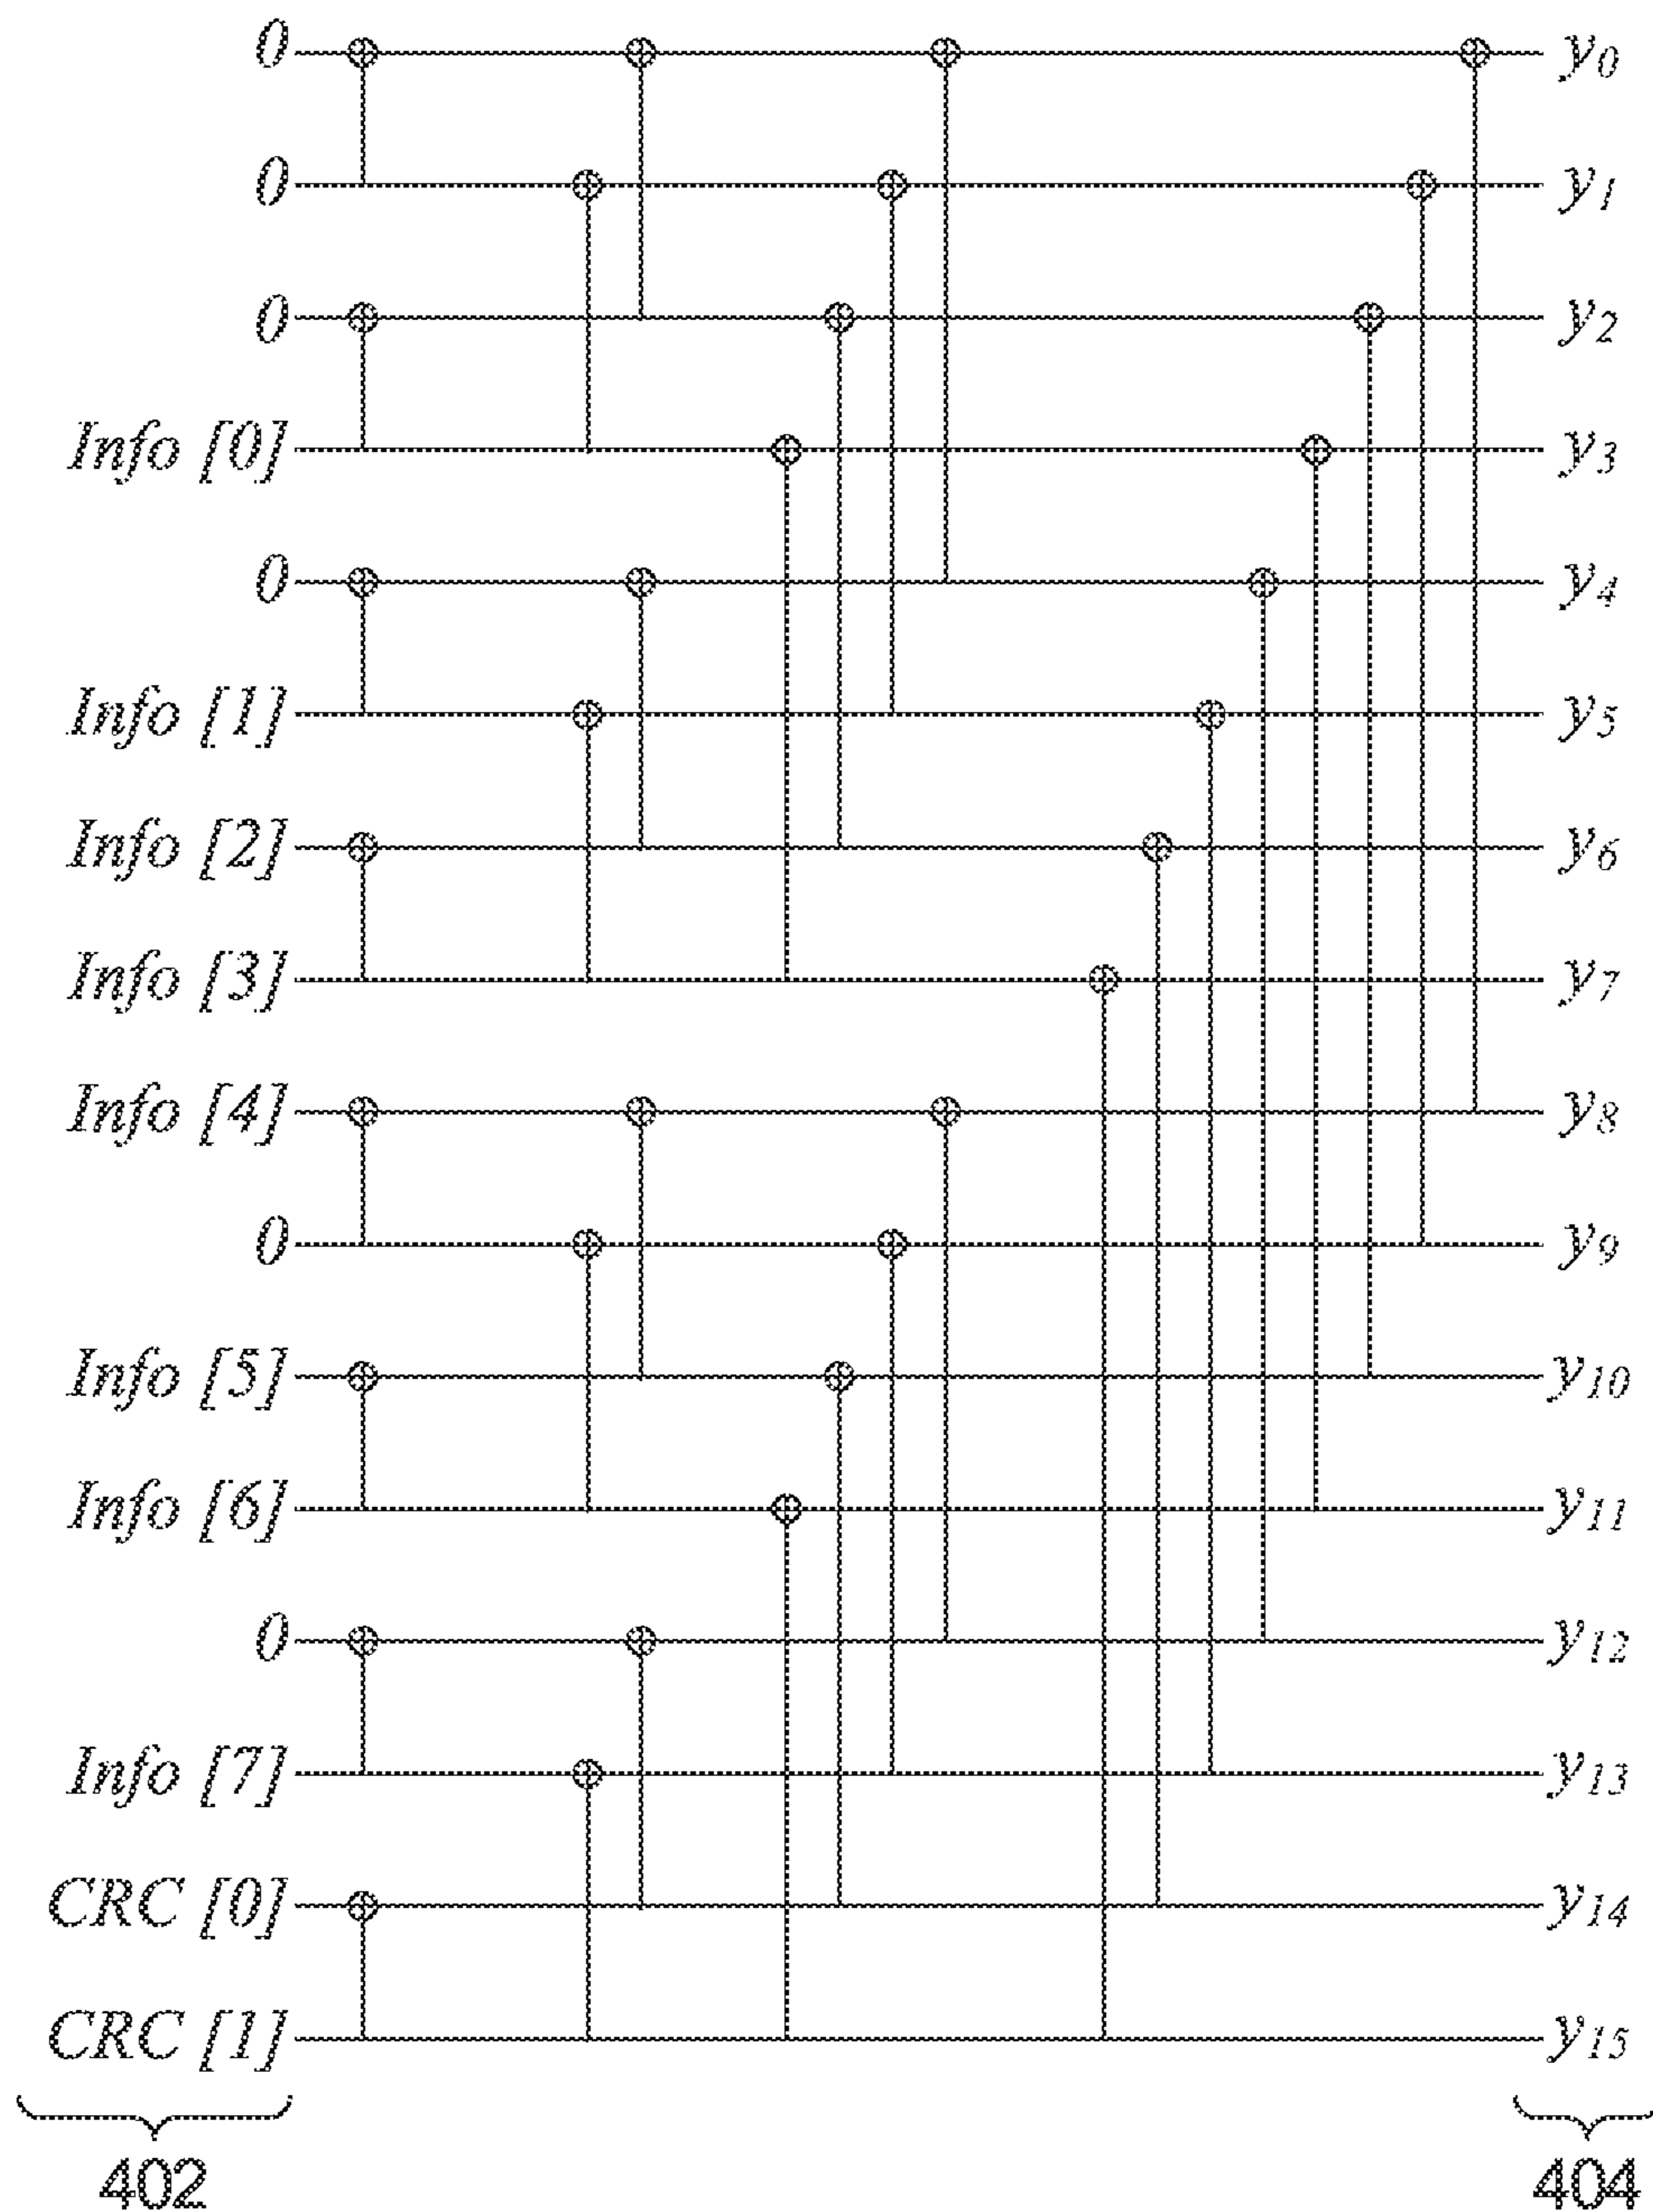 0 y0
0 y1
0 y2
Info [0] y3
0 y4
Info [1] y5
Info [2] y6
Info [3] y7
Info [4] y8
0 y9
Info [5] y10
Info [6] y11
0 y12
Info [7] y13
CRC [0] y14
CRC [1] y15
402 404